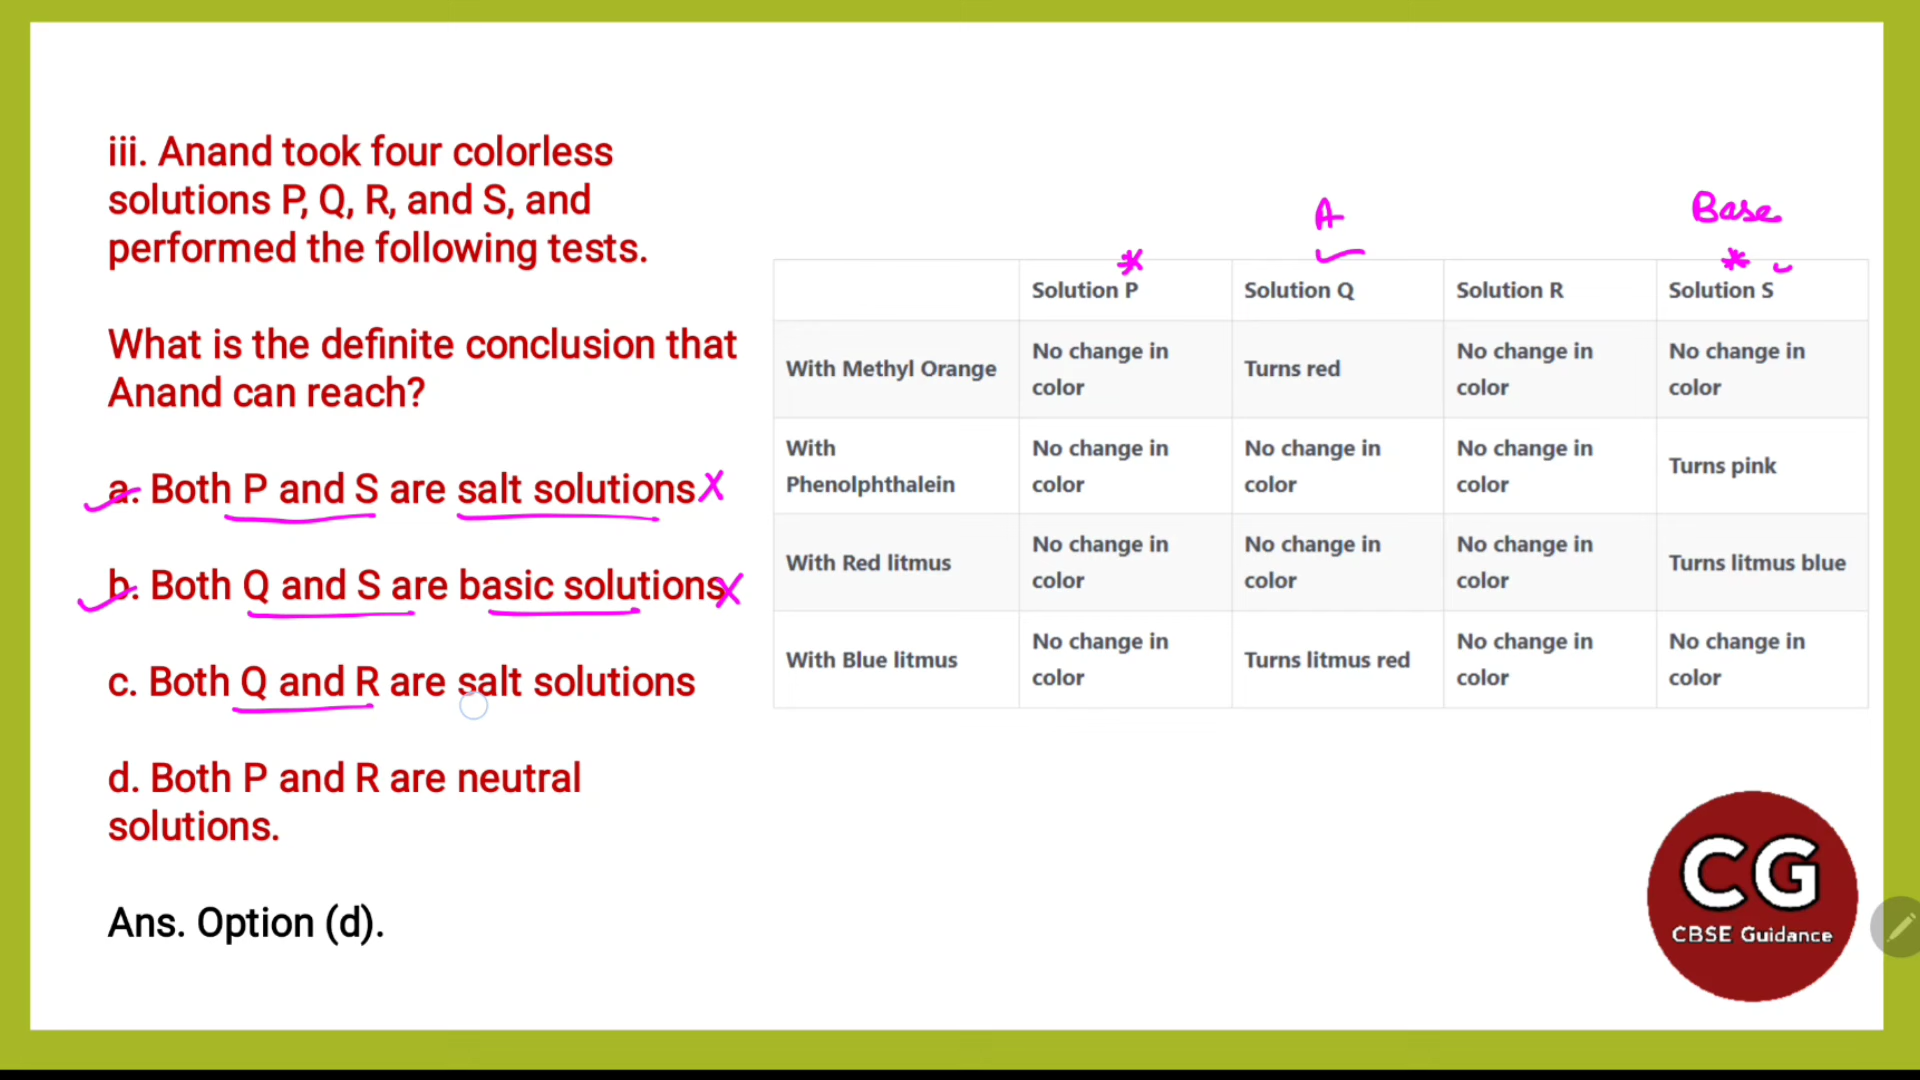 iii. Anand took four colorless
solutions P, Q, R, and S, and
performed the following tests.
What is the definite conclusion that
Anand can reach?
a. Both P and S are salt solutions X
b. Both Q and S are basic solutions X
c. Both Q and R are salt solutions
d. Both P and R are neutral
solutions.
Ans. Option (d).
A
Base
* *
Solution P Solution Q Solution R Solution S
With Methyl Orange No change in color Turns red No change in color No change in color
With Phenolphthalein No change in color No change in color No change in color Turns pink
With Red litmus No change in color No change in color No change in color Turns litmus blue
With Blue litmus No change in color Turns litmus red No change in color No change in color
CG
CBSE Guidance